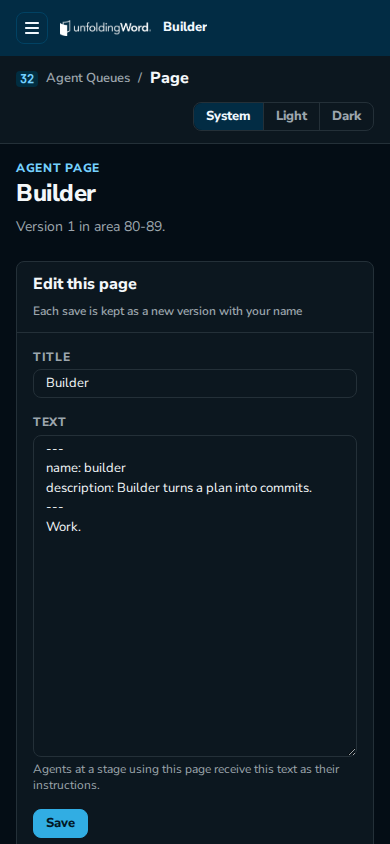 unfoldingWord. Builder
32 Agent Queues / Page
System Light Dark
AGENT PAGE
Builder
Version 1 in area 80-89.
Edit this page
Each save is kept as a new version with your name
TITLE
Builder
TEXT
---
name: builder
description: Builder turns a plan into commits.
---
Work.
Agents at a stage using this page receive this text as their
instructions.
Save